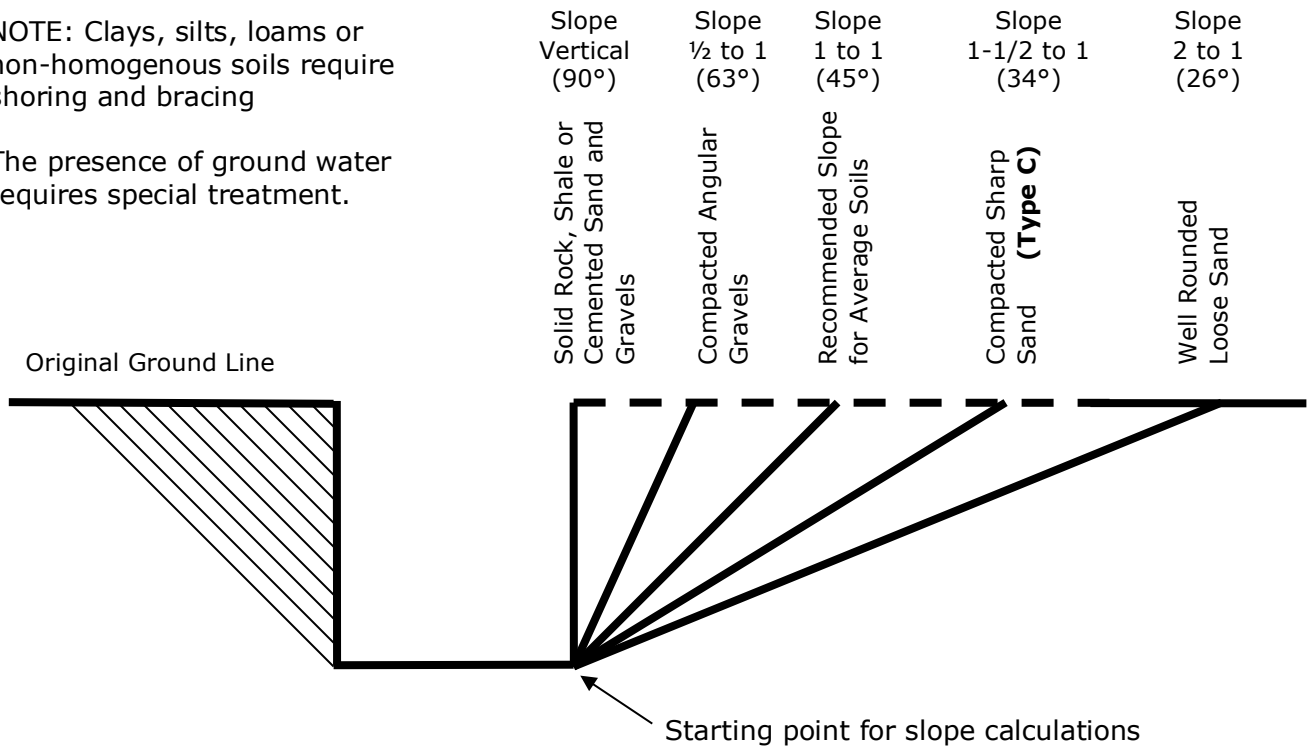 NOTE: Clays, silts, loams or
non-homogenous soils require
shoring and bracing
The presence of ground water
requires special treatment.
Slope
Vertical
(90°)
Slope
½ to 1
(63°)
Slope
1 to 1
(45°)
Slope
1-1/2 to 1
(34°)
Slope
2 to 1
(26°)
Solid Rock, Shale or
Cemented Sand and
Gravels
Compacted Angular
Gravels
Recommended Slope
for Average Soils
Compacted Sharp
Sand (Type C)
Well Rounded
Loose Sand
Original Ground Line
Starting point for slope calculations